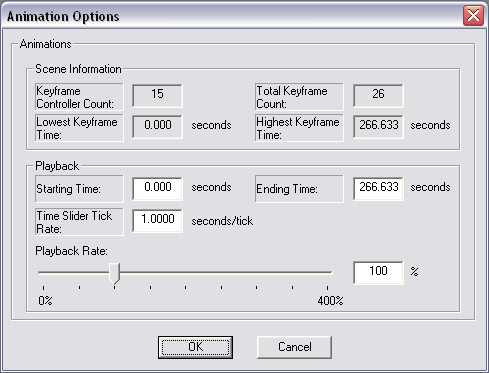 Animation Options
Animations
Scene Information
Keyframe Controller Count: 15
Total Keyframe Count: 26
Lowest Keyframe Time: 0.000 seconds
Highest Keyframe Time: 266.633 seconds
Playback
Starting Time: 0.000 seconds
Ending Time: 266.633 seconds
Time Slider Tick Rate: 1.0000 seconds/tick
Playback Rate:
100 %
0% 400%
OK Cancel